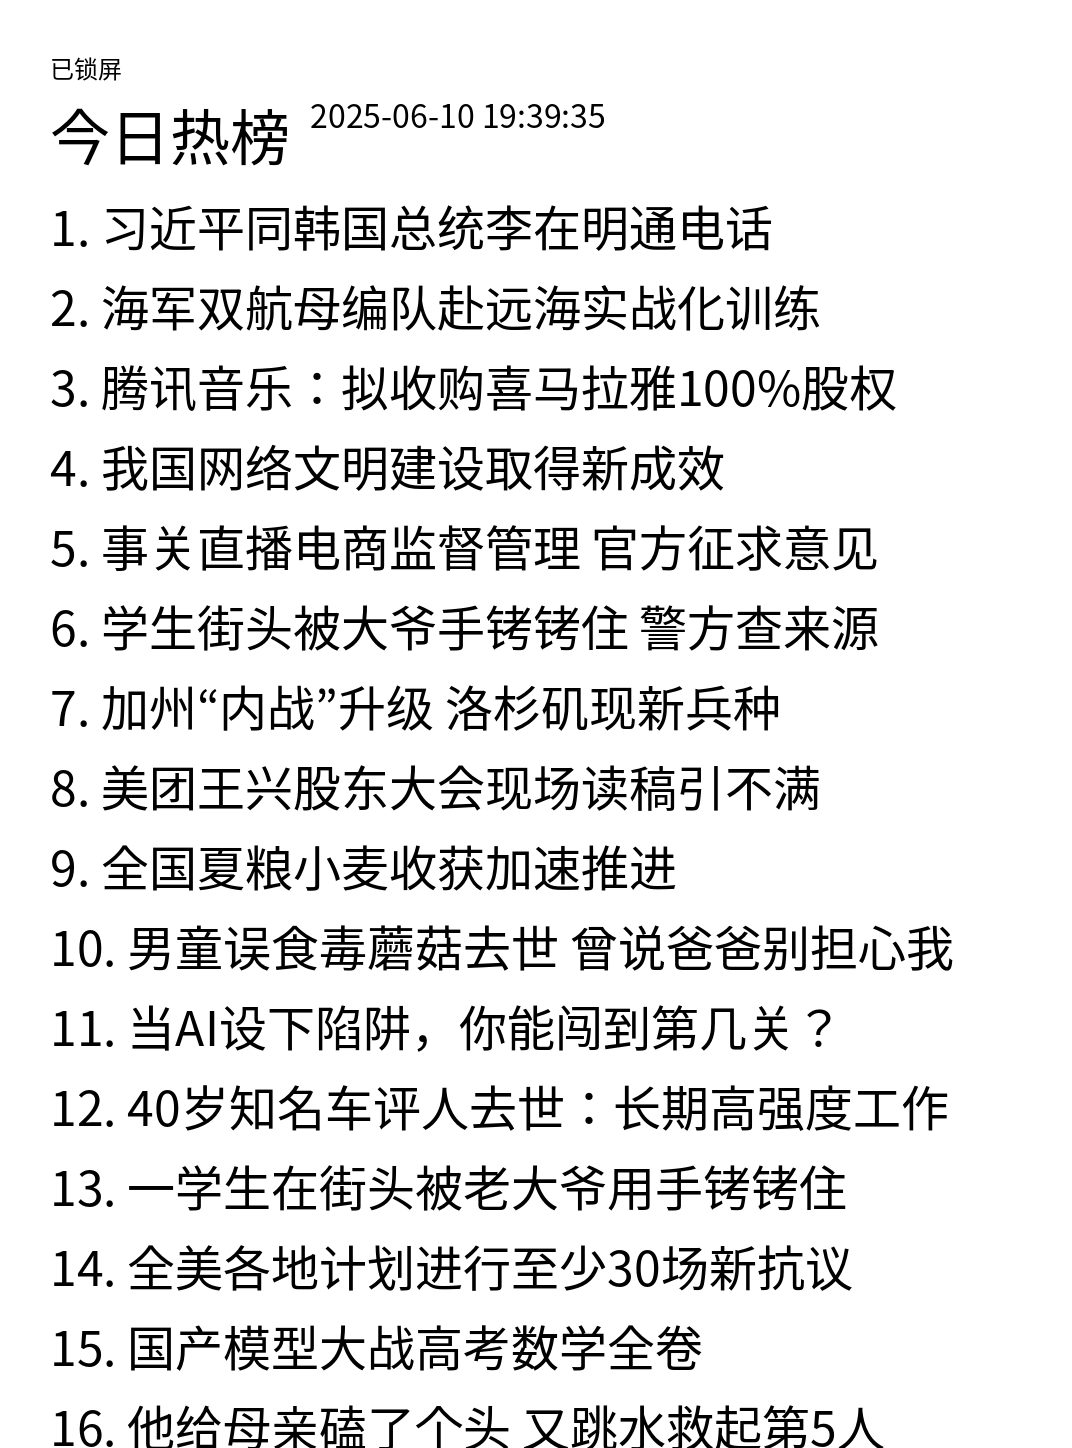 已锁屏
今日热榜 2025-06-10 19:39:35
1. 习近平同韩国总统李在明通电话
2. 海军双航母编队赴远海实战化训练
3. 腾讯音乐：拟收购喜马拉雅100%股权
4. 我国网络文明建设取得新成效
5. 事关直播电商监督管理 官方征求意见
6. 学生街头被大爷手铐铐住 警方查来源
7. 加州“内战”升级 洛杉矶现新兵种
8. 美团王兴股东大会现场读稿引不满
9. 全国夏粮小麦收获加速推进
10. 男童误食毒蘑菇去世 曾说爸爸别担心我
11. 当AI设下陷阱，你能闯到第几关？
12. 40岁知名车评人去世：长期高强度工作
13. 一学生在街头被老大爷用手铐铐住
14. 全美各地计划进行至少30场新抗议
15. 国产模型大战高考数学全卷
16. 他给母亲磕了个头 又跳水救起第5人